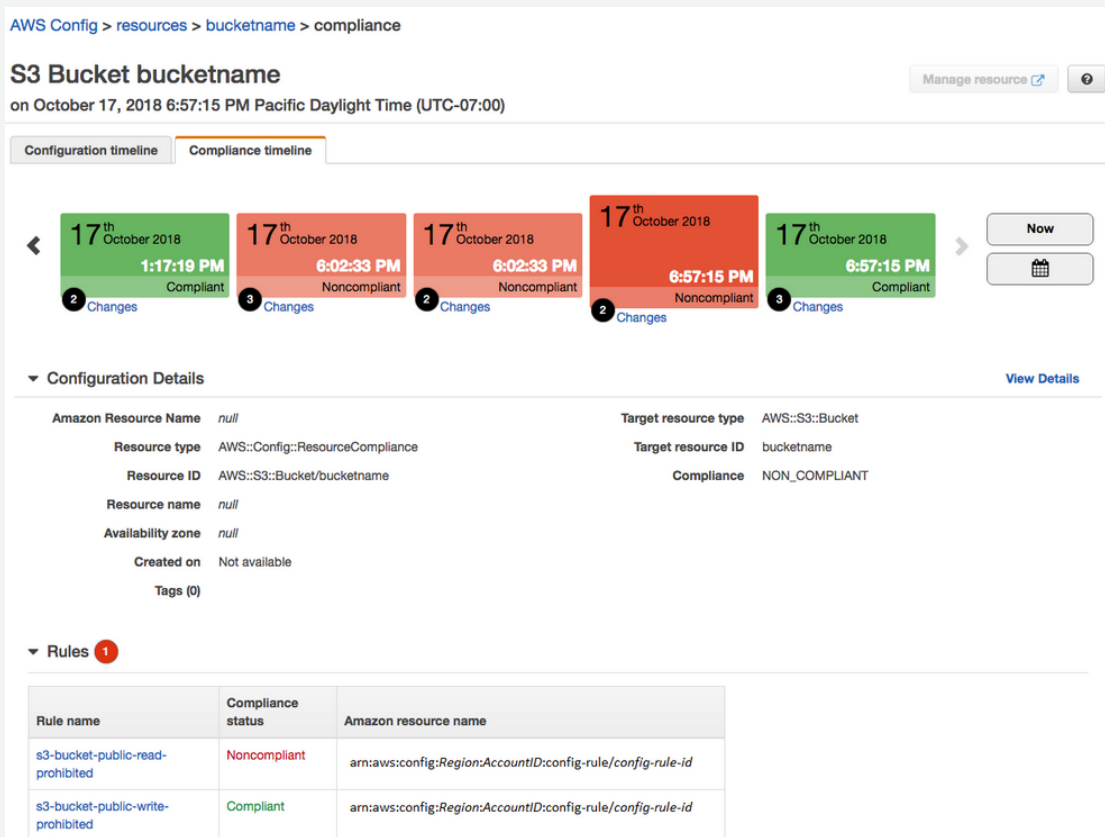 AWS Config > resources > bucketname > compliance
S3 Bucket bucketname
Manage resource
on October 17, 2018 6:57:15 PM Pacific Daylight Time (UTC-07:00)
Configuration timeline Compliance timeline
17th October 2018
1:17:19 PM
Compliant
2 Changes
17th October 2018
6:02:33 PM
Noncompliant
3 Changes
17th October 2018
6:02:33 PM
Noncompliant
2 Changes
17th October 2018
6:57:15 PM
Noncompliant
2 Changes
17th October 2018
6:57:15 PM
Compliant
3 Changes
Now
Configuration Details
View Details
Amazon Resource Name null
Resource type AWS::Config::ResourceCompliance
Resource ID AWS::S3::Bucket/bucketname
Resource name null
Availability zone null
Created on Not available
Tags (0)
Target resource type AWS::S3::Bucket
Target resource ID bucketname
Compliance NON_COMPLIANT
Rules 1
Rule name Compliance status Amazon resource name
s3-bucket-public-read-prohibited Noncompliant arn:aws:config:Region:AccountID:config-rule/config-rule-id
s3-bucket-public-write-prohibited Compliant arn:aws:config:Region:AccountID:config-rule/config-rule-id